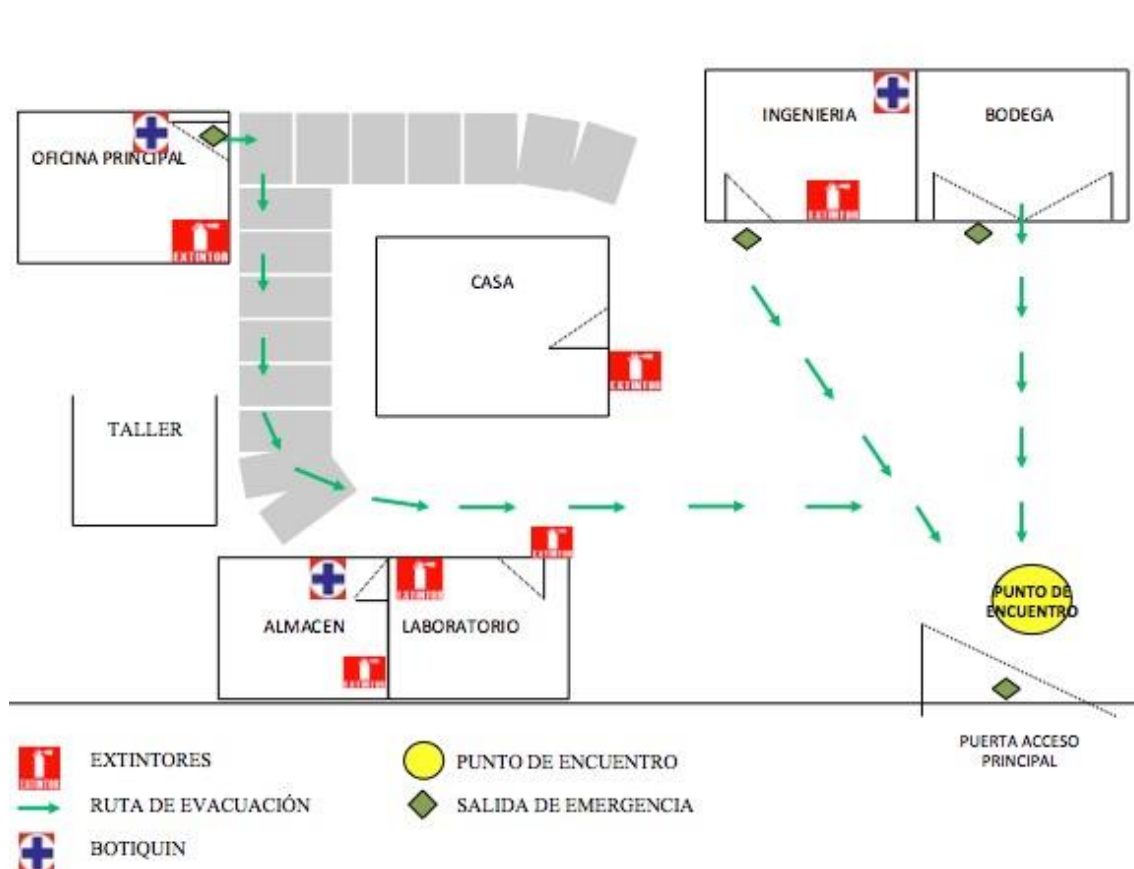 INGENIERIA
BODEGA
OFICINA PRINCIPAL
EXTINTOR
EXTINTOR
CASA
EXTINTOR
TALLER
EXTINTOR
EXTINTOR
PUNTO DE
ENCUENTRO
ALMACEN
LABORATORIO
EXTINTOR
PUERTA ACCESO
PRINCIPAL
EXTINTORES
EXTINTOR
PUNTO DE ENCUENTRO
RUTA DE EVACUACIÓN
SALIDA DE EMERGENCIA
BOTIQUIN